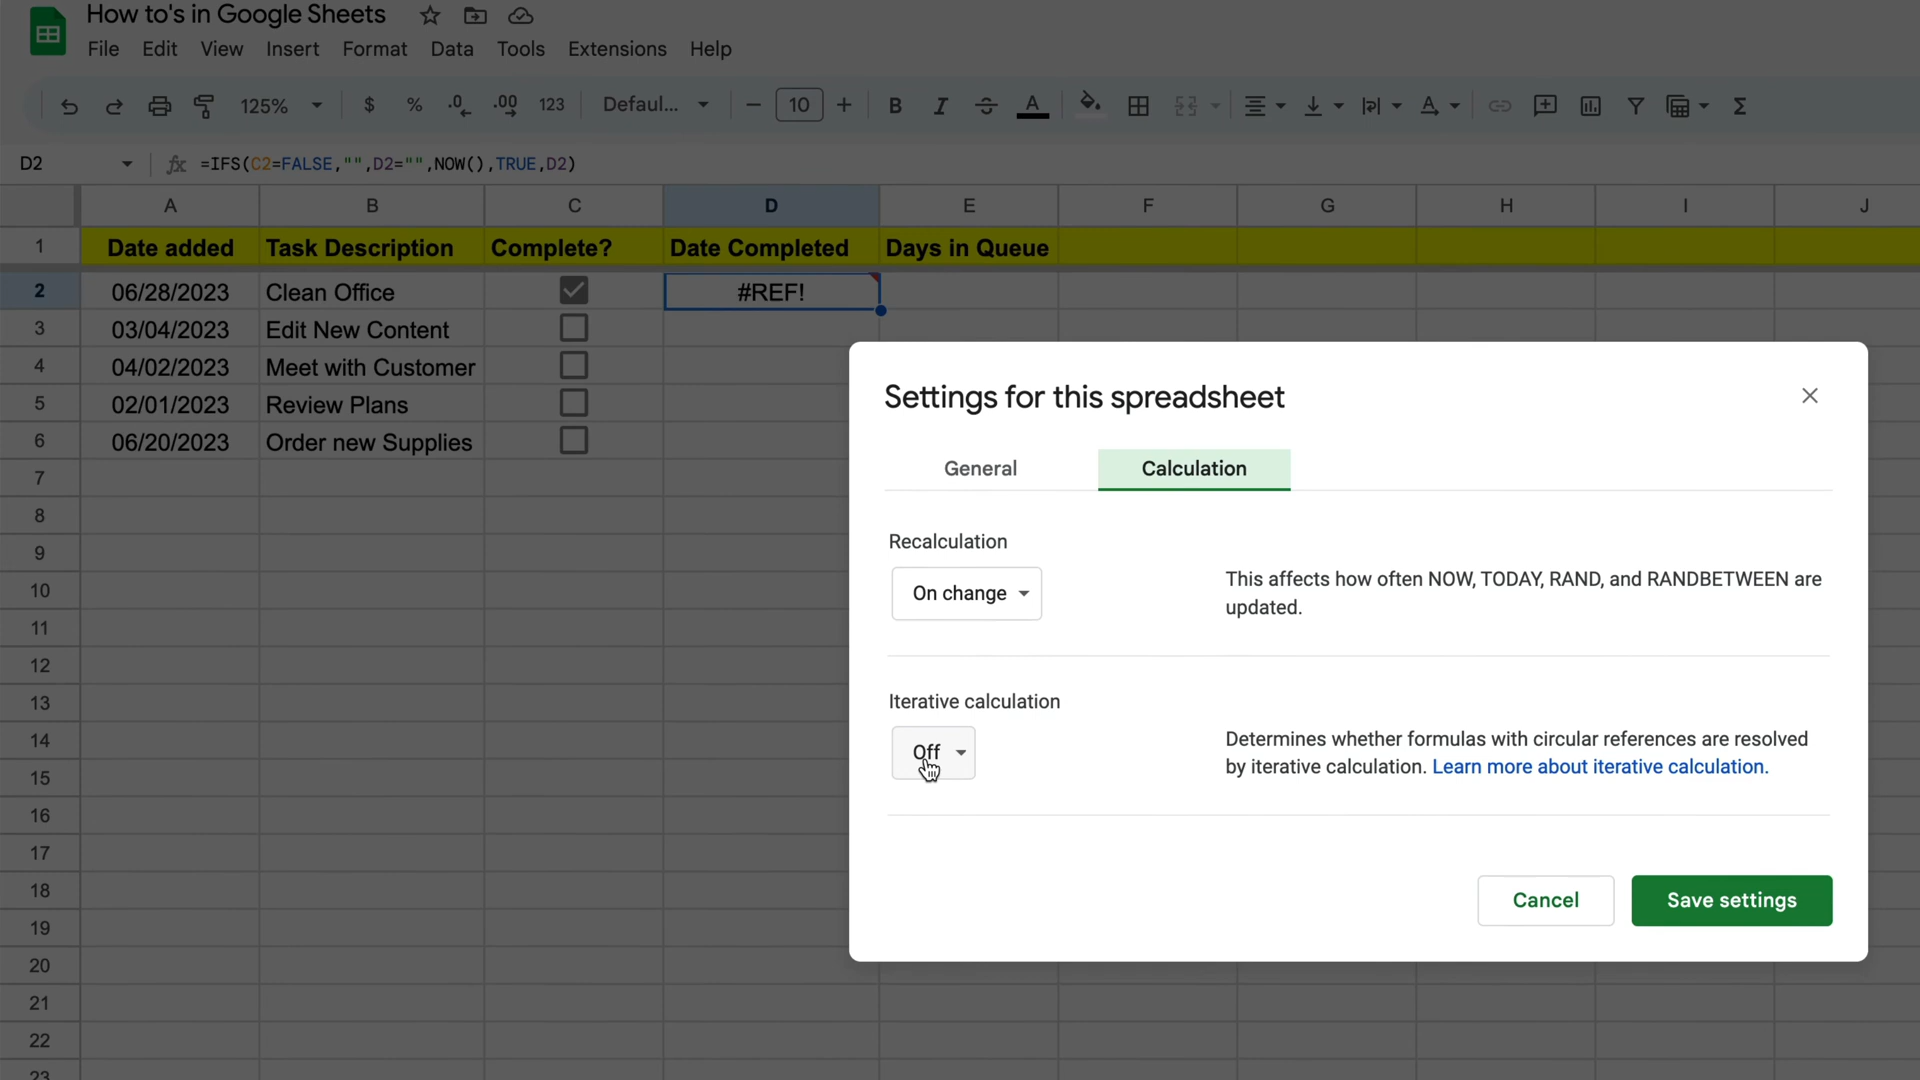 How to's in Google Sheets
File Edit View Insert Format Data Tools Extensions Help
125% $ % .0 .00 123 Defaul... 10 B I A A Σ
D2 fx =IFS(C2=FALSE,"",D2="",NOW(),TRUE,D2)
A B C D E F G H I J
1 Date added Task Description Complete? Date Completed Days in Queue
2 06/28/2023 Clean Office #REF!
3 03/04/2023 Edit New Content
4 04/02/2023 Meet with Customer
5 02/01/2023 Review Plans
6 06/20/2023 Order new Supplies
7
8
9
10
11
12
13
14
15
16
17
18
19
20
21
22
23
Settings for this spreadsheet
General Calculation
Recalculation
On change
This affects how often NOW, TODAY, RAND, and RANDBETWEEN are
updated.
Iterative calculation
Off
Determines whether formulas with circular references are resolved
by iterative calculation. Learn more about iterative calculation.
Cancel Save settings